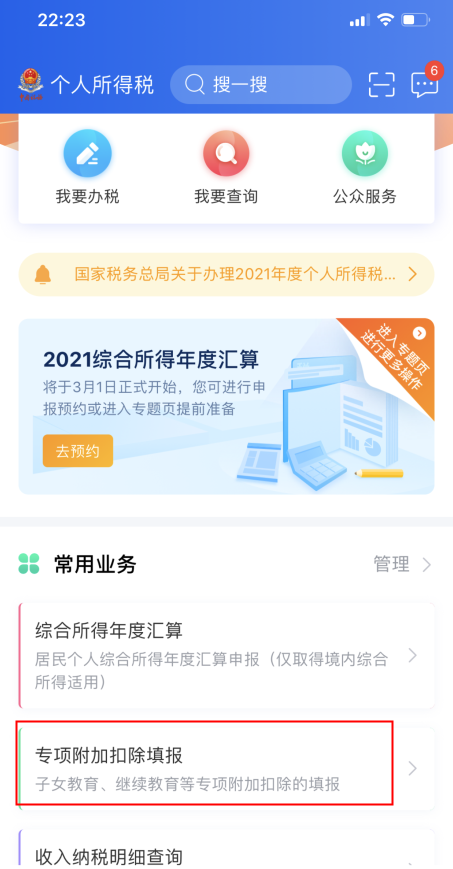 22:23
个人所得税
搜一搜
6
我要办税
我要查询
公众服务
国家税务总局关于办理2021年度个人所得税...
2021综合所得年度汇算
将于3月1日正式开始，您可进行申
报预约或进入专题页提前准备
去预约
进入专题页
进行更多操作
常用业务
管理
综合所得年度汇算
居民个人综合所得年度汇算申报（仅取得境内综合
所得适用）
专项附加扣除填报
子女教育、继续教育等专项附加扣除的填报
收入纳税明细查询